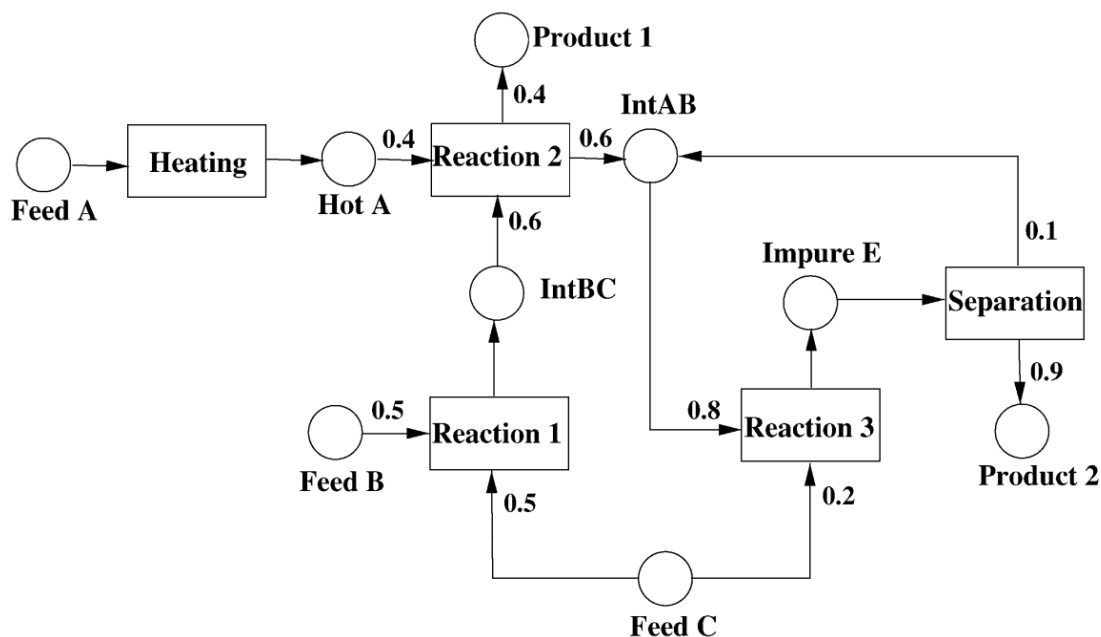 Product 1
0.4
IntAB
Heating
0.4
Reaction 2
0.6
Feed A
Hot A
0.6
0.1
Impure E
IntBC
Separation
0.5
Reaction 1
0.8
Reaction 3
0.9
Feed B
0.5
0.2
Product 2
Feed C